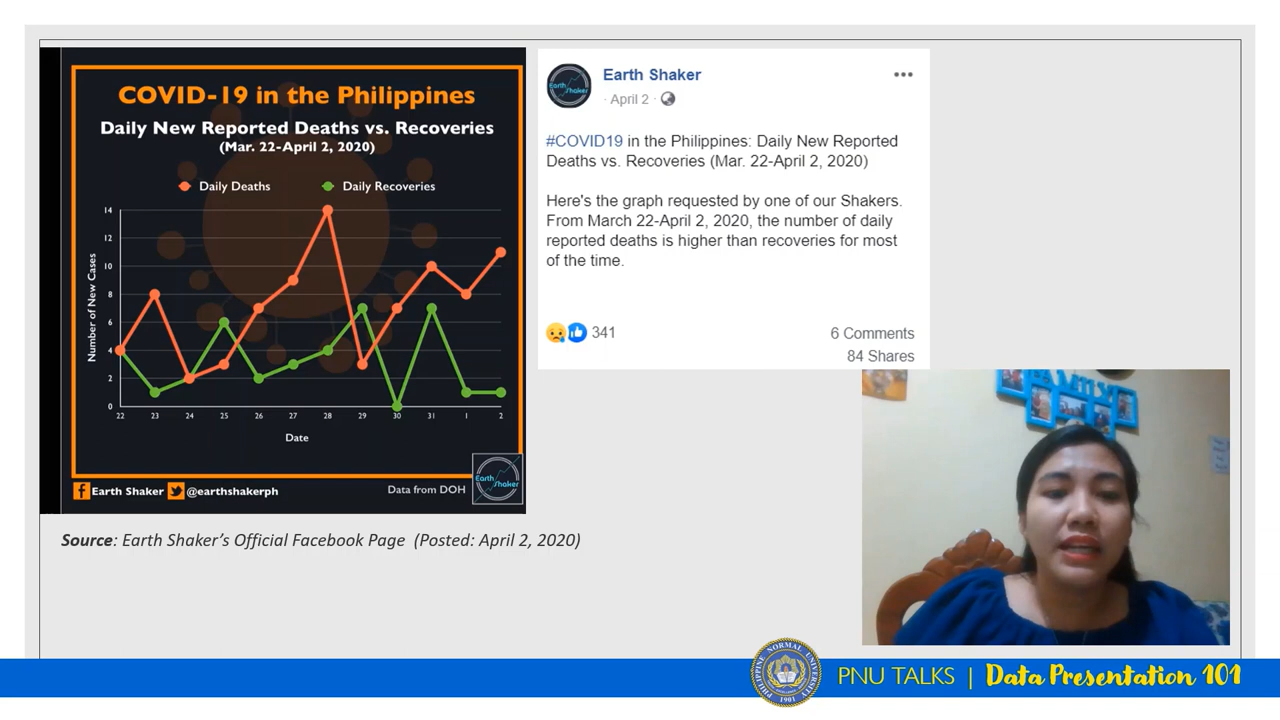 COVID-19 in the Philippines
Daily New Reported Deaths vs. Recoveries
(Mar. 22-April 2, 2020)
Daily Deaths
Daily Recoveries
Number of New Cases
14
12
10
8
6
4
2
0
22 23 24 25 26 27 28 29 30 31 1 2
Date
Earth Shaker @earthshakerph
Data from DOH
Earth Shaker
Source: Earth Shaker's Official Facebook Page (Posted: April 2, 2020)
Earth Shaker
Earth Shaker
· April 2 ·
#COVID19 in the Philippines: Daily New Reported
Deaths vs. Recoveries (Mar. 22-April 2, 2020)
Here's the graph requested by one of our Shakers.
From March 22-April 2, 2020, the number of daily
reported deaths is higher than recoveries for most
of the time.
341
6 Comments
84 Shares
PHILIPPINE NORMAL UNIVERSITY
1901
PNU TALKS | Data Presentation 101